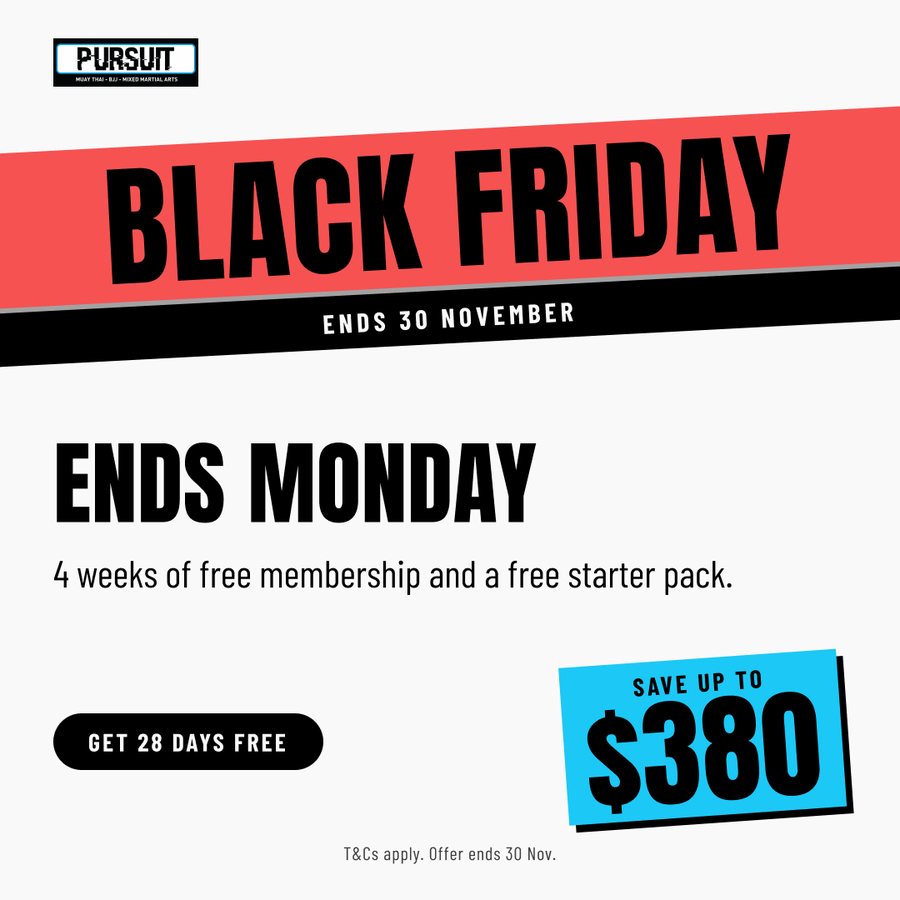 PURSUIT
MUAY THAI • BJJ • MIXED MARTIAL ARTS
BLACK FRIDAY
ENDS 30 NOVEMBER
ENDS MONDAY
4 weeks of free membership and a free starter pack.
SAVE UP TO
$380
GET 28 DAYS FREE
T&Cs apply. Offer ends 30 Nov.